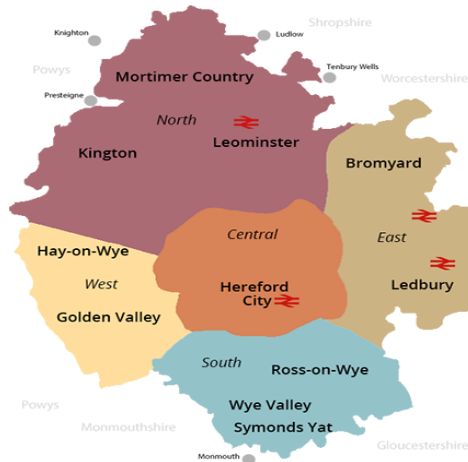 Shropshire
Knighton
Ludlow
Powys
Mortimer Country
Tenbury Wells
Worcestershire
Presteigne
North
Leominster
Kington
Bromyard
Central
East
Hay-on-Wye
West
Hereford
City
Ledbury
Golden Valley
South
Ross-on-Wye
Powys
Wye Valley
Monmouthshire
Symonds Yat
Gloucestershire
Monmouth